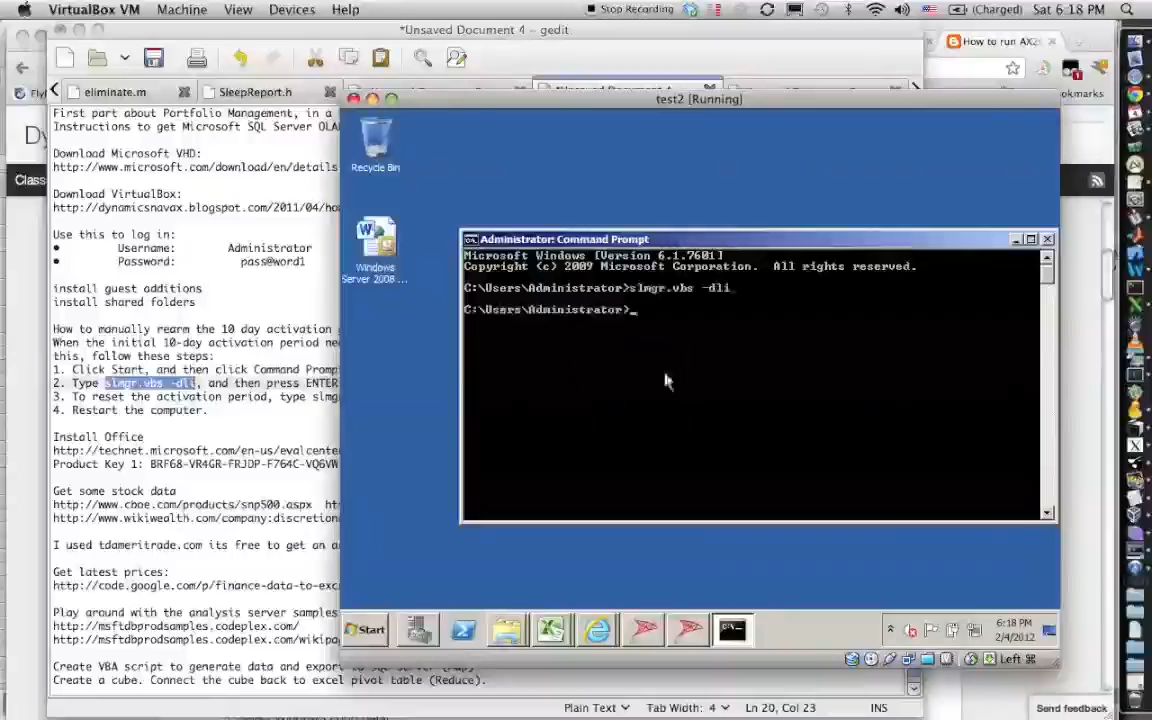 VirtualBox VM Machine View Devices Help
Stop Recording
(Charged) Sat 6:18 PM
*Unsaved Document 4 - gedit
How to run AX2
eliminate.m
SleepReport.h
test2 [Running]
First part about Portfolio Management, in a
Instructions to get Microsoft SQL Server OLA
Download Microsoft VHD:
http://www.microsoft.com/download/en/details
Download VirtualBox:
http://dynamicsnavax.blogspot.com/2011/04/ho
Use this to log in:
• Username: Administrator
• Password: pass@word1
install guest additions
install shared folders
How to manually rearm the 10 day activation
When the initial 10-day activation period ne
this, follow these steps:
1. Click Start, and then click Command Promp
2. Type slmgr.vbs -dli, and then press ENTER
3. To reset the activation period, type slmg
4. Restart the computer.
Install Office
http://technet.microsoft.com/en-us/evalcenter
Product Key 1: BRF68-VR4GR-FRJDP-F764C-VQ6VW
Get some stock data
http://www.cboe.com/products/snp500.aspx ht
http://www.wikiwealth.com/company:discretion
I used tdameritrade.com its free to get an a
Get latest prices:
http://code.google.com/p/finance-data-to-exc
Play around with the analysis server samples
http://msftdbprodsamples.codeplex.com/
http://msftdbprodsamples.codeplex.com/wikipa
Create VBA script to generate data and export to SQL Server (Map).
Create a cube. Connect the cube back to excel pivot table (Reduce).
Plain Text Tab Width: 4 Ln 20, Col 23 INS
Recycle Bin
Windows
Server 2008 ...
Administrator: Command Prompt
Microsoft Windows [Version 6.1.7601]
Copyright (c) 2009 Microsoft Corporation. All rights reserved.
C:\Users\Administrator>slmgr.vbs -dli
C:\Users\Administrator>_
Start
6:18 PM
2/4/2012
Left ⌘
Class
okmarks
Send feedback